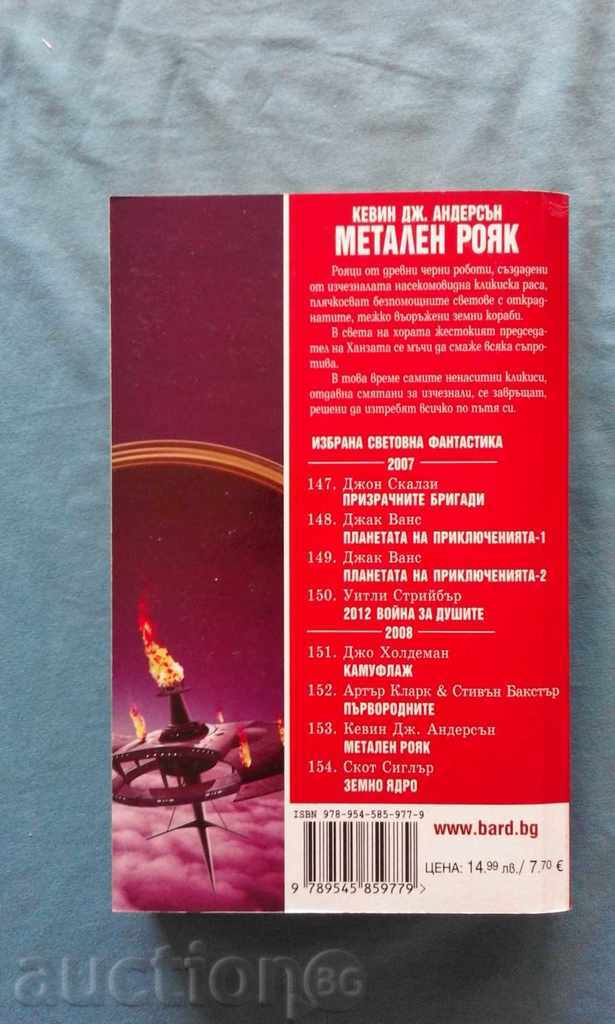 КЕВИН ДЖ. АНДЕРСЪН
МЕТАЛЕН РОЯК
Рояци от древни черни роботи, създадени
от изчезналата насекомовидна кликиска раса,
плячкосват безпомощните светове с открад-
натите, тежко въоръжени земни кораби.
В света на хората жестокият председа-
тел на Ханзата се мъчи да смаже всяка съпро-
тива.
В това време самите ненаситни кликиси,
отдавна смятани за изчезнали, се завръщат,
решени да изтребят всичко по пътя си.
ИЗБРАНА СВЕТОВНА ФАНТАСТИКА
2007
147. Джон Скалзи
ПРИЗРАЧНИТЕ БРИГАДИ
148. Джак Ванс
ПЛАНЕТАТА НА ПРИКЛЮЧЕНИЯТА-1
149. Джак Ванс
ПЛАНЕТАТА НА ПРИКЛЮЧЕНИЯТА-2
150. Уитли Стрийбър
2012 ВОЙНА ЗА ДУШИТЕ
2008
151. Джо Холдеман
КАМУФЛАЖ
152. Артър Кларк & Стивън Бакстър
ПЪРВОРОДНИТЕ
153. Кевин Дж. Андерсън
МЕТАЛЕН РОЯК
154. Скот Сиглър
ЗЕМНО ЯДРО
ISBN 978-954-585-977-9
www.bard.bg
ЦЕНА: 14.99 лв./ 7.70 €
9 789545 859779 >
auction BG